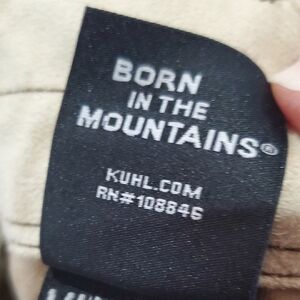 BORN
IN THE
MOUNTAINS®
KUHL.COM
RN#108846